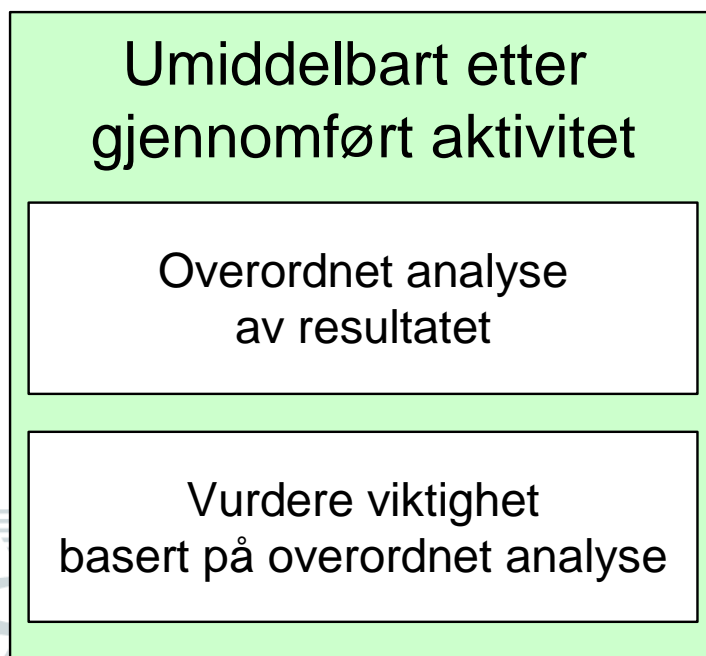 Umiddelbart etter
gjennomført aktivitet
Overordnet analyse
av resultatet
Vurdere viktighet
basert på overordnet analyse